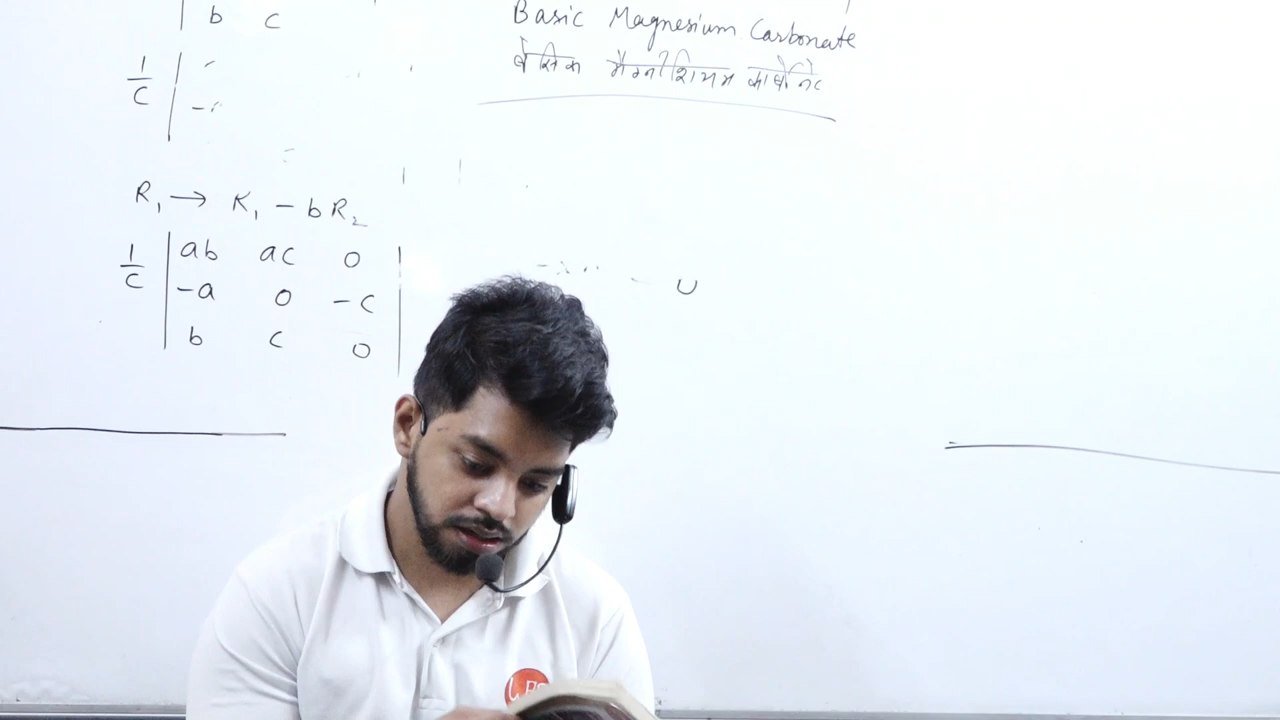 b c
1/C
R₁ → R₁ - bR₂
1/C | ab ac 0 |
| -a 0 -c |
| b c 0 |
Basic Magnesium Carbonate
बेसिक मैग्नीशियम कार्बोनेट